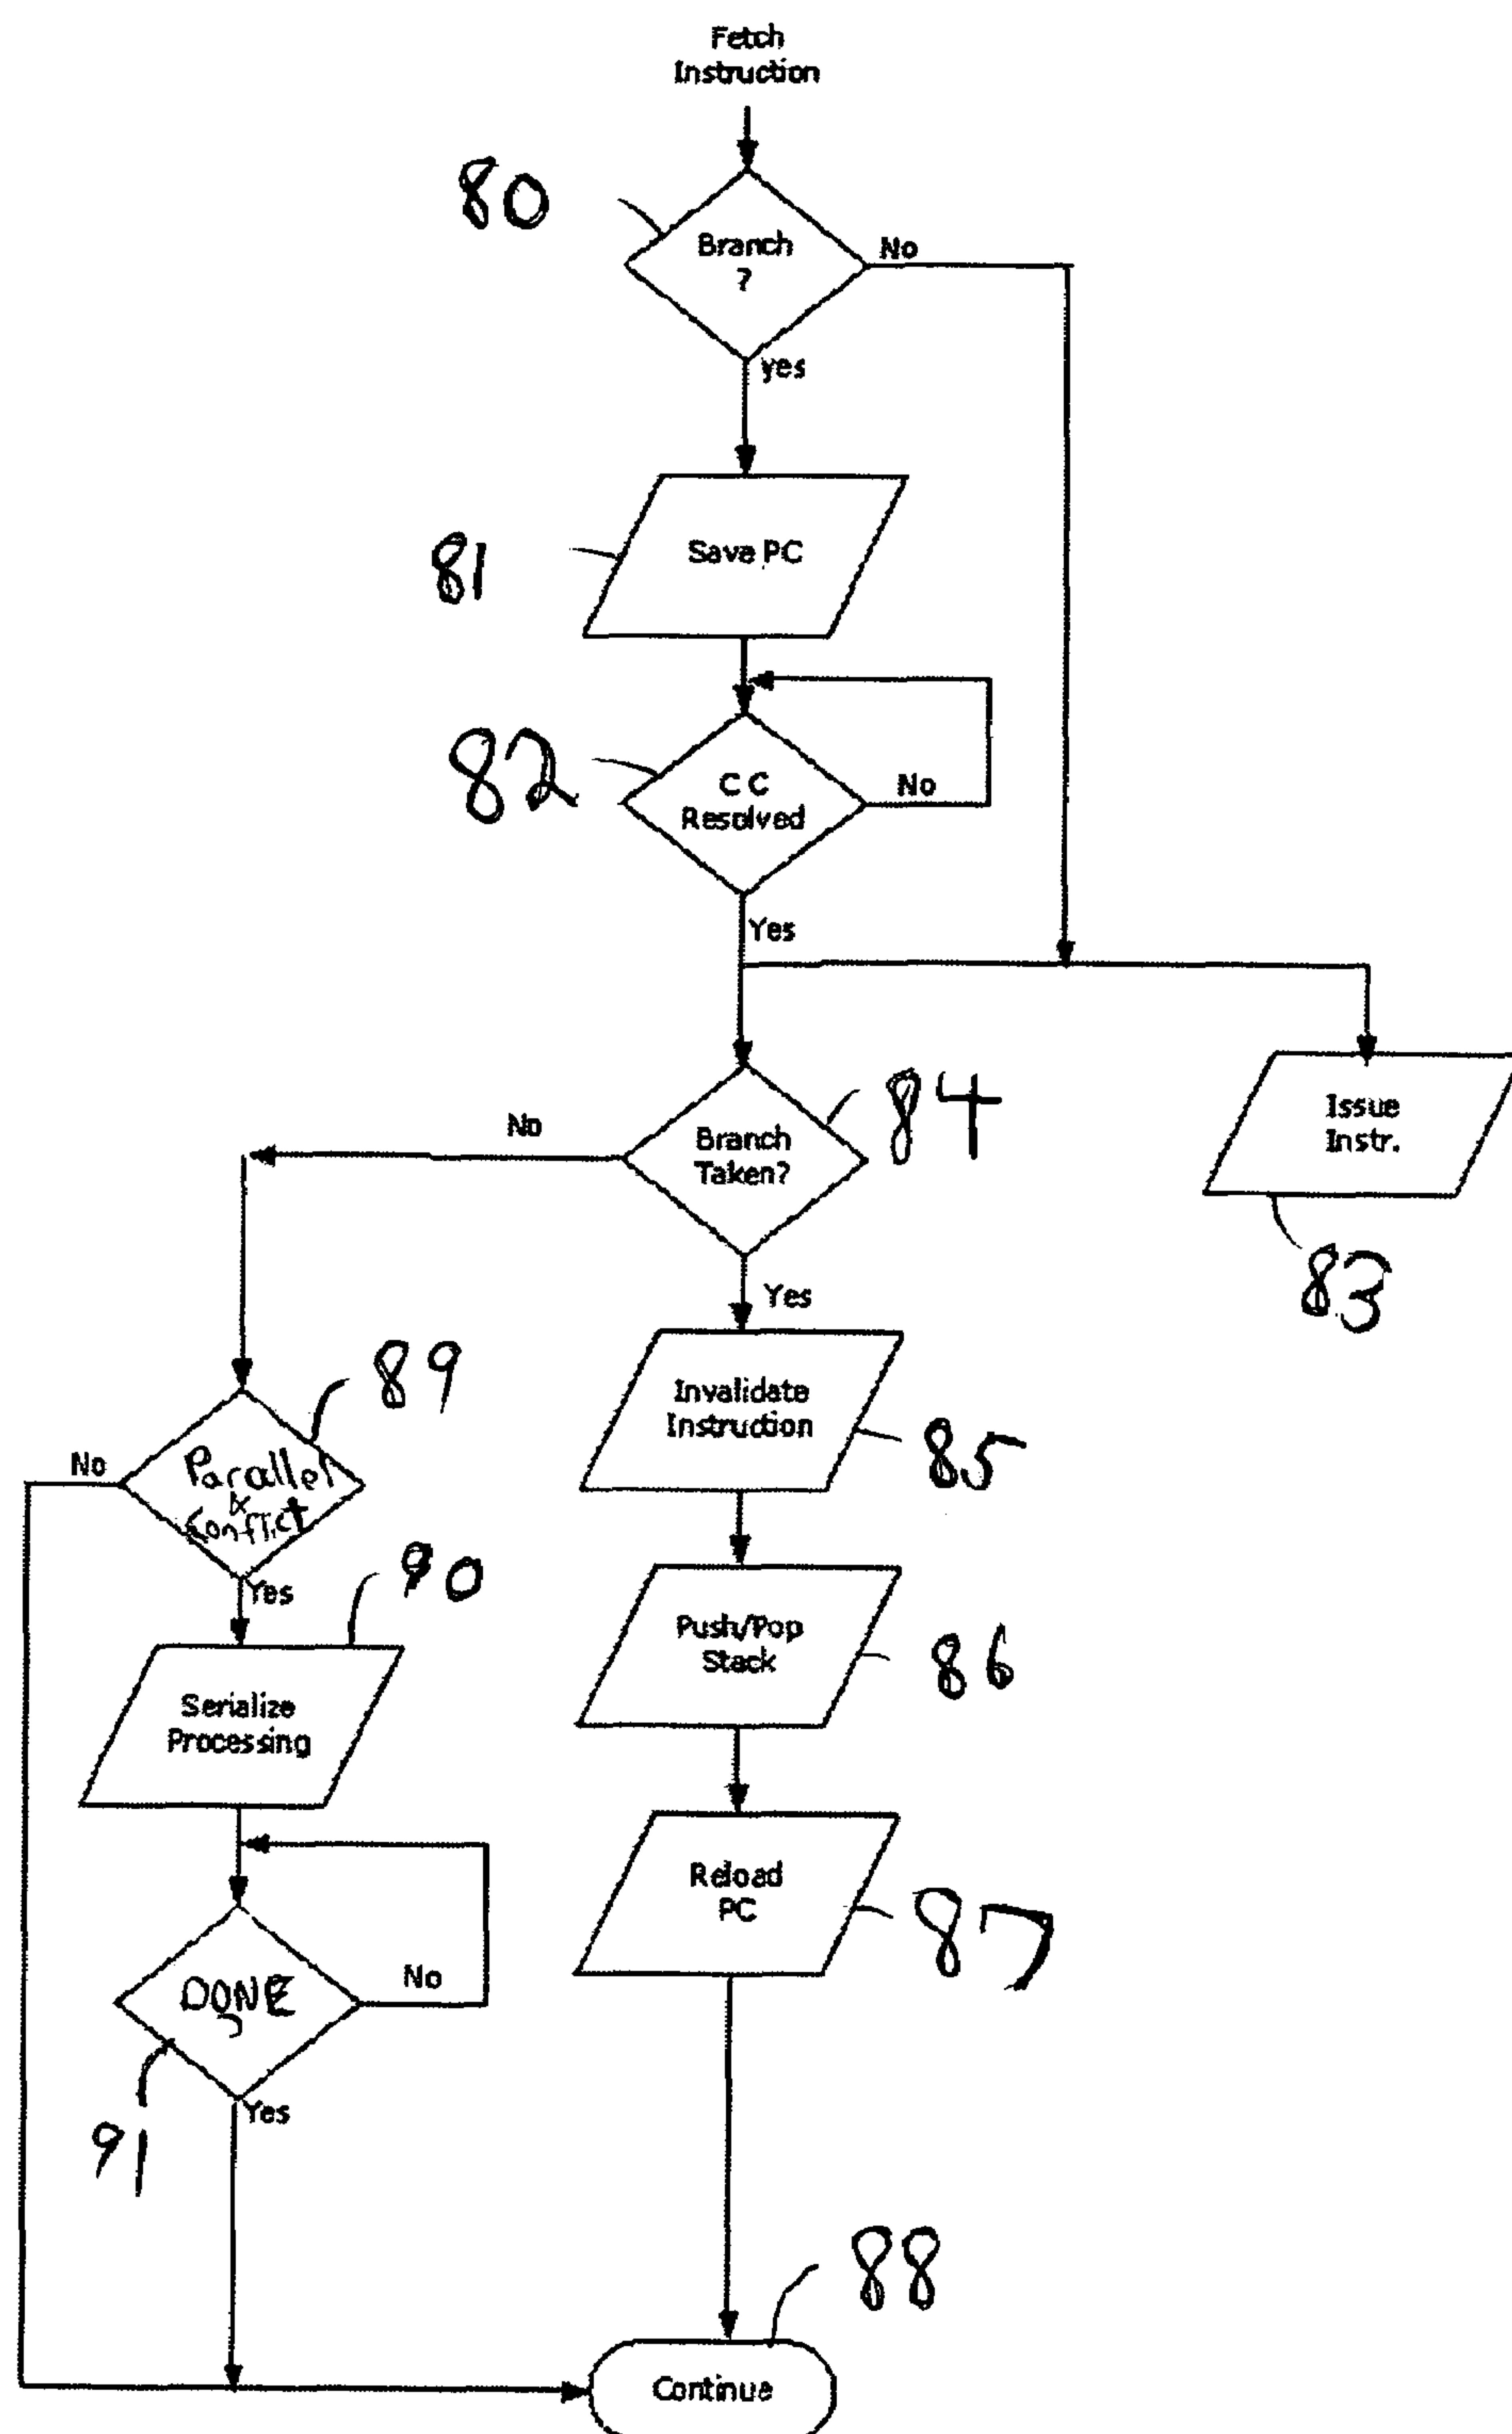 Fetch
Instruction
80
Branch
?
No
yes
81
Save PC
82
CC
Resolved
No
Yes
No
Branch
Taken?
84
Issue
Instr.
83
Yes
89
Invalidate
Instruction
85
No
Parallel
&
Conflict
Yes
90
Push/Pop
Stack
86
Serialize
Processing
Reload
PC
87
DONE
?
No
91
Yes
88
Continue